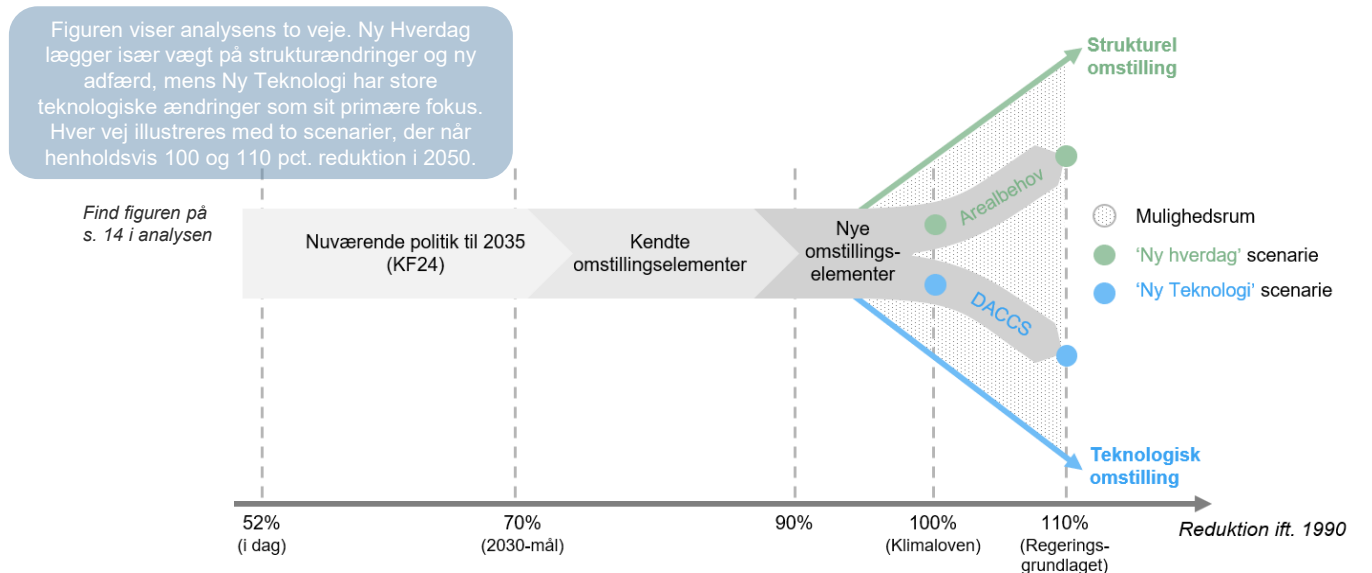 Figuren viser analysens to veje. Ny Hverdag
lægger især vægt på strukturændringer og ny
adfærd, mens Ny Teknologi har store
teknologiske ændringer som sit primære fokus.
Hver vej illustreres med to scenarier, der når
henholdsvis 100 og 110 pct. reduktion i 2050.
Find figuren på
s. 14 i analysen
Nuværende politik til 2035
(KF24)
Kendte
omstillingselementer
Nye
omstillings-
elementer
Strukturel
omstilling
Arealbehov
DACCS
Teknologisk
omstilling
Mulighedsrum
'Ny hverdag' scenarie
'Ny Teknologi' scenarie
52%
(i dag)
70%
(2030-mål)
90%
100%
(Klimaloven)
110%
(Regerings-
grundlaget)
Reduktion ift. 1990